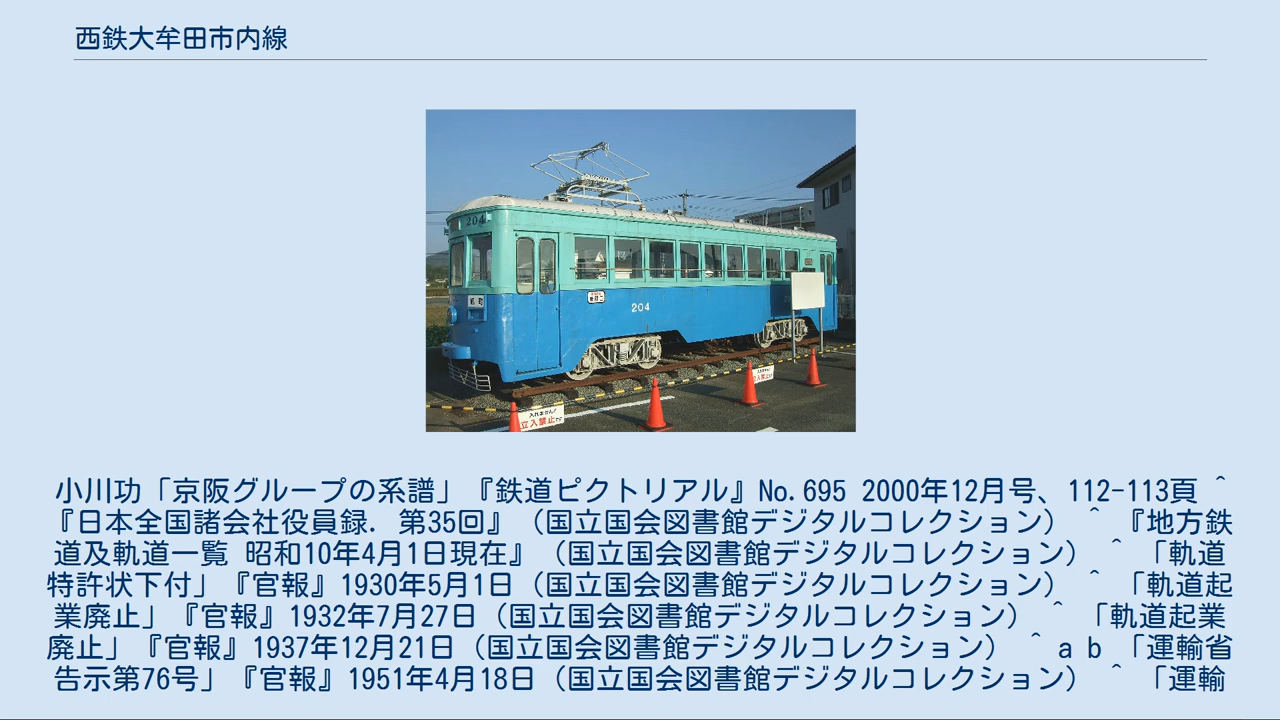 西鉄大牟田市内線
204
204
立入禁止
立入禁止
小川功「京阪グループの系譜」『鉄道ピクトリアル』No.695 2000年12月号、112-113頁 ^
『日本全国諸会社役員録. 第35回』（国立国会図書館デジタルコレクション） ^ 『地方鉄
道及軌道一覧 昭和10年4月1日現在』（国立国会図書館デジタルコレクション） ^ 「軌道
特許状下付」『官報』1930年5月1日（国立国会図書館デジタルコレクション） ^ 「軌道起
業廃止」『官報』1932年7月27日（国立国会図書館デジタルコレクション） ^ 「軌道起業
廃止」『官報』1937年12月21日（国立国会図書館デジタルコレクション） ^ a b 「運輸省
告示第76号」『官報』1951年4月18日（国立国会図書館デジタルコレクション） ^ 「運輸